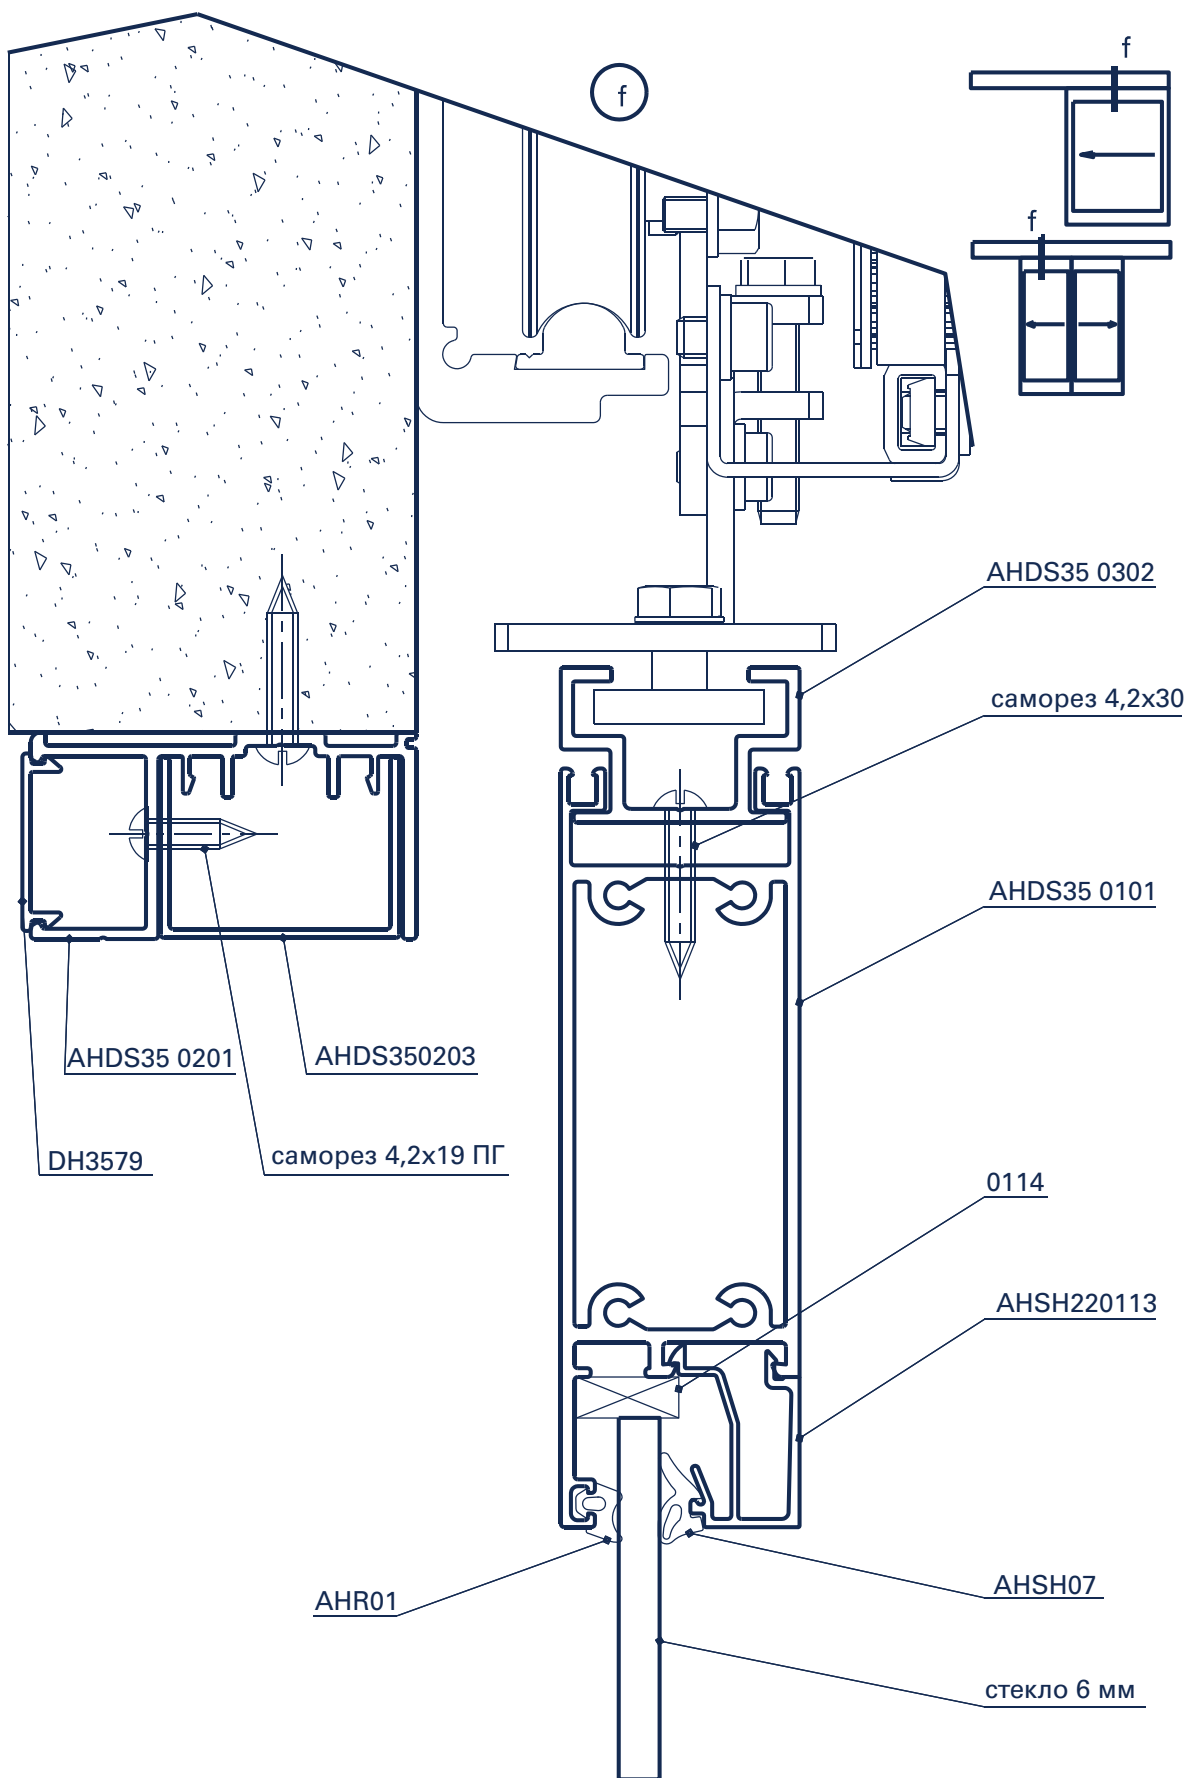 f
f
f
AHDS35 0302
саморез 4,2х30
AHDS35 0101
AHDS35 0201
AHDS350203
DH3579
саморез 4,2х19 ПГ
0114
AHSH220113
AHR01
AHSH07
стекло 6 мм